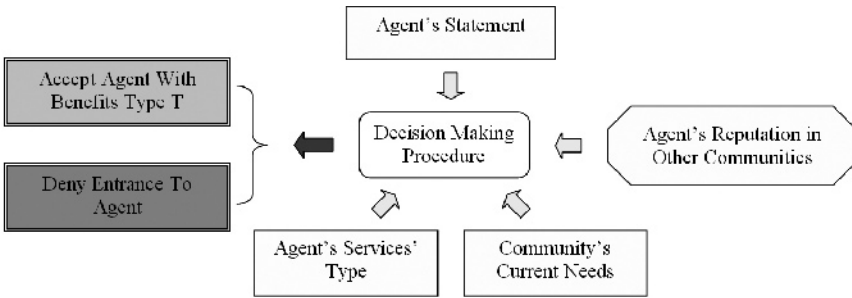 Agent's Statement
Accept Agent With
Benefits Type T
Decision Making
Procedure
Agent's Reputation in
Other Communities
Deny Entrance To
Agent
Agent's Services'
Type
Community's
Current Needs